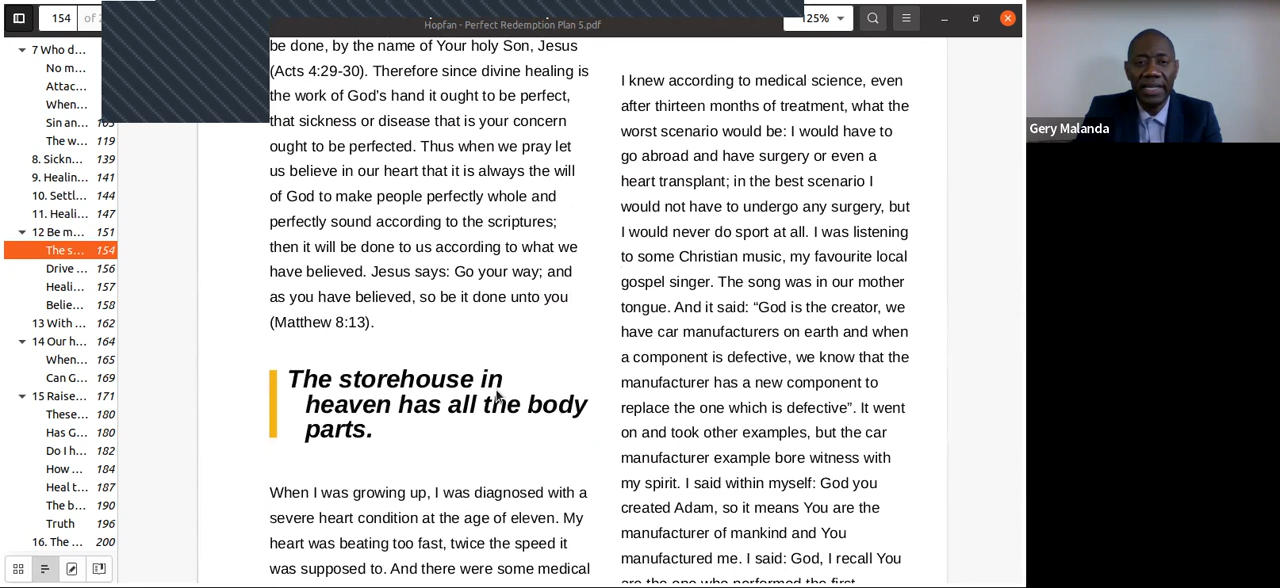 154
of
Hopfan - Perfect Redemption Plan 5.pdf
125%
7 Who d...
No m...
Attac...
When...
Sin an... 105
The w... 119
8. Sickn... 139
9. Healin... 141
10. Settl... 144
11. Heali... 147
12 Be m... 151
The s... 154
Drive ... 156
Heali... 157
Belie... 158
13 With ... 162
14 Our h... 164
When... 165
Can G... 169
15 Raise... 171
These... 180
Has G... 180
Do I h... 182
How ... 184
Heal t... 187
The b... 190
Truth 196
16. The ... 200
be done, by the name of Your holy Son, Jesus
(Acts 4:29-30). Therefore since divine healing is
the work of God's hand it ought to be perfect,
that sickness or disease that is your concern
ought to be perfected. Thus when we pray let
us believe in our heart that it is always the will
of God to make people perfectly whole and
perfectly sound according to the scriptures;
then it will be done to us according to what we
have believed. Jesus says: Go your way; and
as you have believed, so be it done unto you
(Matthew 8:13).
The storehouse in
heaven has all the body
parts.
When I was growing up, I was diagnosed with a
severe heart condition at the age of eleven. My
heart was beating too fast, twice the speed it
was supposed to. And there were some medical
I knew according to medical science, even
after thirteen months of treatment, what the
worst scenario would be: I would have to
go abroad and have surgery or even a
heart transplant; in the best scenario I
would not have to undergo any surgery, but
I would never do sport at all. I was listening
to some Christian music, my favourite local
gospel singer. The song was in our mother
tongue. And it said: “God is the creator, we
have car manufacturers on earth and when
a component is defective, we know that the
manufacturer has a new component to
replace the one which is defective”. It went
on and took other examples, but the car
manufacturer example bore witness with
my spirit. I said within myself: God you
created Adam, so it means You are the
manufacturer of mankind and You
manufactured me. I said: God, I recall You
are the one who performed the first
Gery Malanda